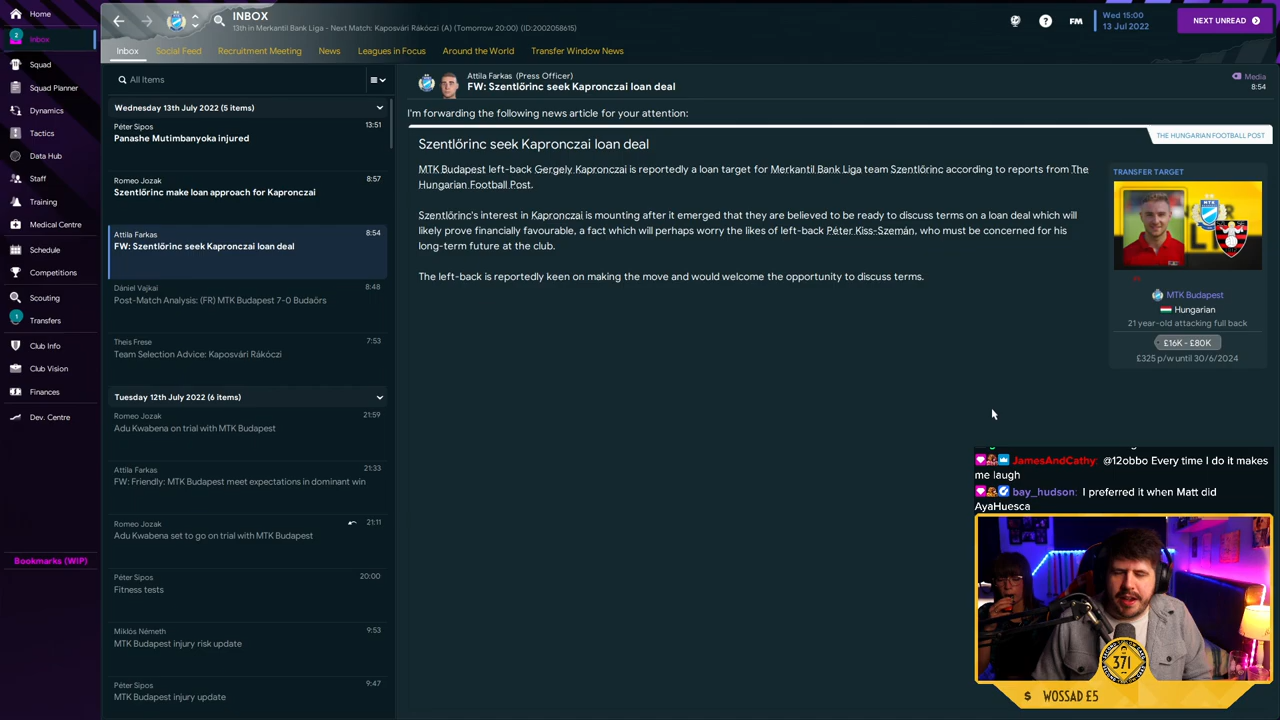 Home
2
Inbox
Squad
Squad Planner
Dynamics
Tactics
Data Hub
Staff
Training
Medical Centre
Schedule
Competitions
Scouting
1
Transfers
Club Info
Club Vision
Finances
Dev. Centre
Bookmarks (WIP)
INBOX
13th in Merkantil Bank Liga - Next Match: Kaposvári Rákóczi (A) (Tomorrow 20:00) (ID:2002058615)
?
FM
Wed 15:00
13 Jul 2022
NEXT UNREAD
Inbox
Social Feed
Recruitment Meeting
News
Leagues in Focus
Around the World
Transfer Window News
All Items
Wednesday 13th July 2022 (5 items)
Péter Sipos 13:51
Panashe Mutimbanyoka injured
Romeo Jozak 8:57
Szentlőrinc make loan approach for Kapronczai
Attila Farkas 8:54
FW: Szentlőrinc seek Kapronczai loan deal
Dániel Vajkai 8:48
Post-Match Analysis: (FR) MTK Budapest 7-0 Budaörs
Theis Frese 7:53
Team Selection Advice: Kaposvári Rákóczi
Tuesday 12th July 2022 (6 items)
Romeo Jozak 21:59
Adu Kwabena on trial with MTK Budapest
Attila Farkas 21:33
FW: Friendly: MTK Budapest meet expectations in dominant win
Romeo Jozak 21:11
Adu Kwabena set to go on trial with MTK Budapest
Péter Sipos 20:00
Fitness tests
Miklós Németh 9:53
MTK Budapest injury risk update
Péter Sipos 9:47
MTK Budapest injury update
Attila Farkas (Press Officer)
FW: Szentlőrinc seek Kapronczai loan deal
Media
8:54
I'm forwarding the following news article for your attention:
THE HUNGARIAN FOOTBALL POST
Szentlőrinc seek Kapronczai loan deal
MTK Budapest left-back Gergely Kapronczai is reportedly a loan target for Merkantil Bank Liga team Szentlőrinc according to reports from The
Hungarian Football Post.
Szentlőrinc's interest in Kapronczai is mounting after it emerged that they are believed to be ready to discuss terms on a loan deal which will
likely prove financially favourable, a fact which will perhaps worry the likes of left-back Péter Kiss-Szemán, who must be concerned for his
long-term future at the club.
The left-back is reportedly keen on making the move and would welcome the opportunity to discuss terms.
TRANSFER TARGET
MTK Budapest
Hungarian
21 year-old attacking full back
£16K - £80K
£325 p/w until 30/6/2024
JamesAndCathy: @12obbo Every time I do it makes
me laugh
bay_hudson: I preferred it when Matt did
AyaHuesca
371
$ WOSSAD £5